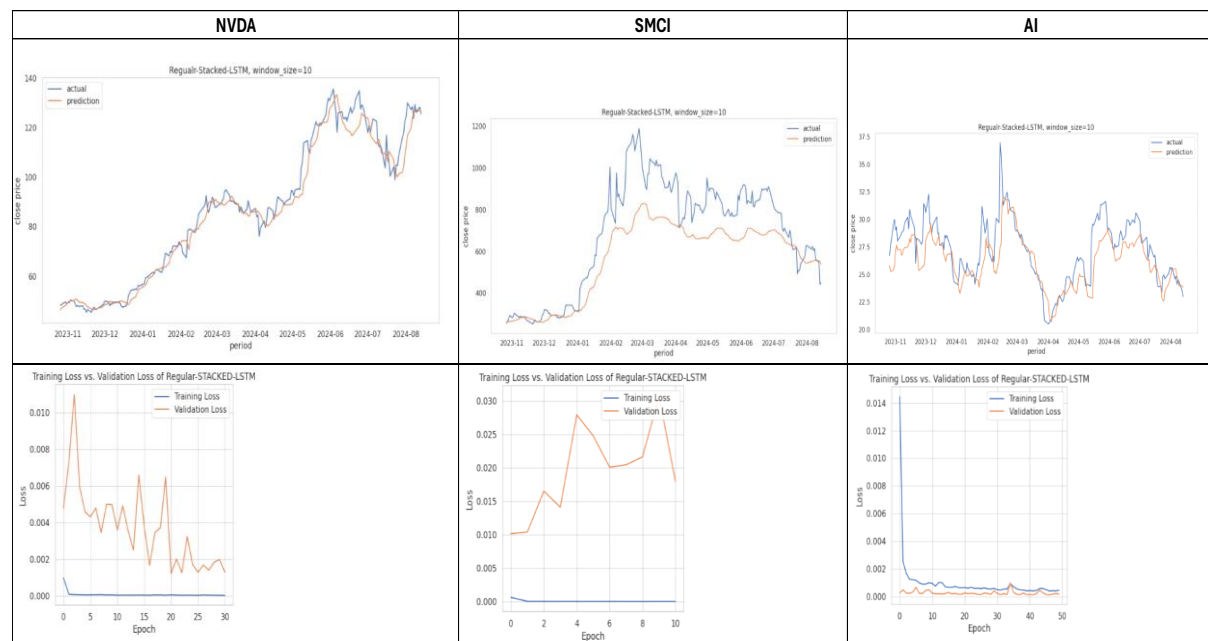 NVDA
SMCI
AI
Regualr-Stacked-LSTM, window_size=10
actual
prediction
close price
140
120
100
80
60
2023-11 2023-12 2024-01 2024-02 2024-03 2024-04 2024-05 2024-06 2024-07 2024-08
period
Regualr-Stacked-LSTM, window_size=10
actual
prediction
close price
1200
1000
800
600
400
2023-11 2023-12 2024-01 2024-02 2024-03 2024-04 2024-05 2024-06 2024-07 2024-08
period
Regualr-Stacked-LSTM, window_size=10
actual
prediction
close price
37.5
35.0
32.5
30.0
27.5
25.0
22.5
20.0
2023-11 2023-12 2024-01 2024-02 2024-03 2024-04 2024-05 2024-06 2024-07 2024-08
period
Training Loss vs. Validation Loss of Regular-STACKED-LSTM
Training Loss
Validation Loss
Loss
0.010
0.008
0.006
0.004
0.002
0.000
0 5 10 15 20 25 30
Epoch
Training Loss vs. Validation Loss of Regular-STACKED-LSTM
Training Loss
Validation Loss
Loss
0.030
0.025
0.020
0.015
0.010
0.005
0.000
0 2 4 6 8 10
Epoch
Training Loss vs. Validation Loss of Regular-STACKED-LSTM
Training Loss
Validation Loss
Loss
0.014
0.012
0.010
0.008
0.006
0.004
0.002
0.000
0 10 20 30 40 50
Epoch